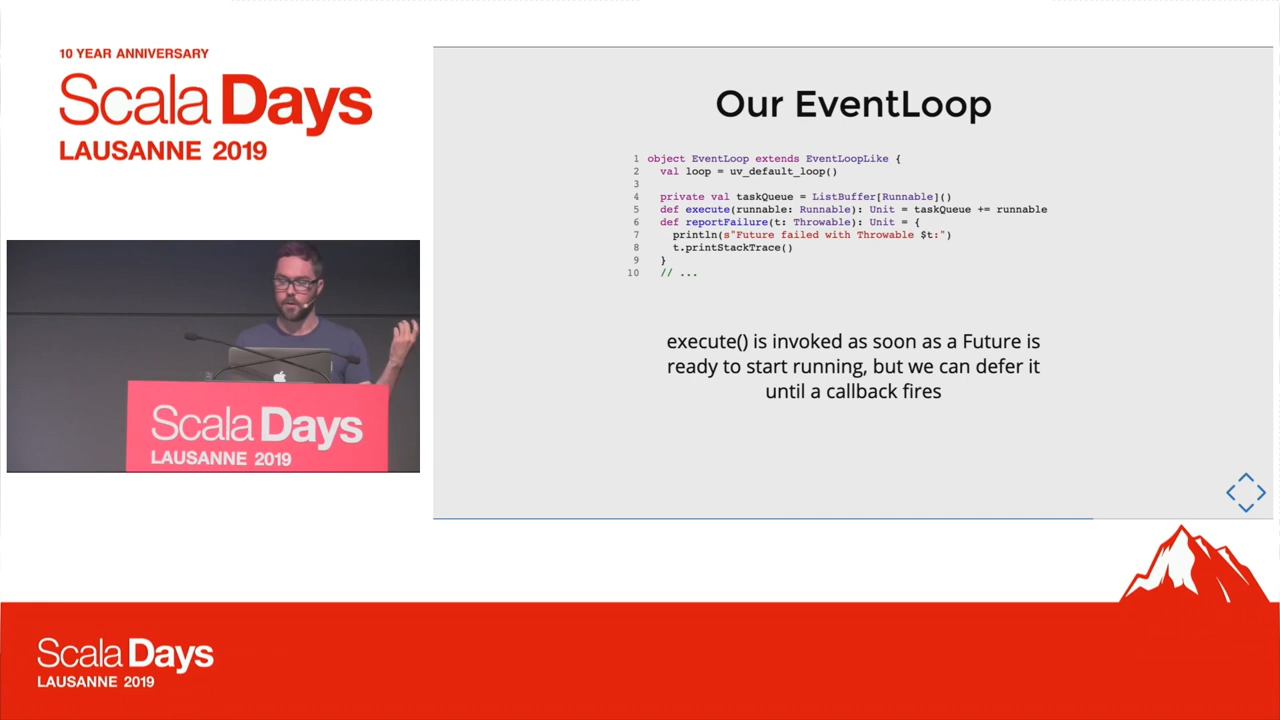 10 YEAR ANNIVERSARY
Scala Days
LAUSANNE 2019
Our EventLoop
1 object EventLoop extends EventLoopLike {
2 val loop = uv_default_loop()
3
4 private val taskQueue = ListBuffer[Runnable]()
5 def execute(runnable: Runnable): Unit = taskQueue += runnable
6 def reportFailure(t: Throwable): Unit = {
7 println(s"Future failed with Throwable $t:")
8 t.printStackTrace()
9 }
10 // ...
execute() is invoked as soon as a Future is
ready to start running, but we can defer it
until a callback fires
Scala Days
LAUSANNE 2019
Scala Days
LAUSANNE 2019